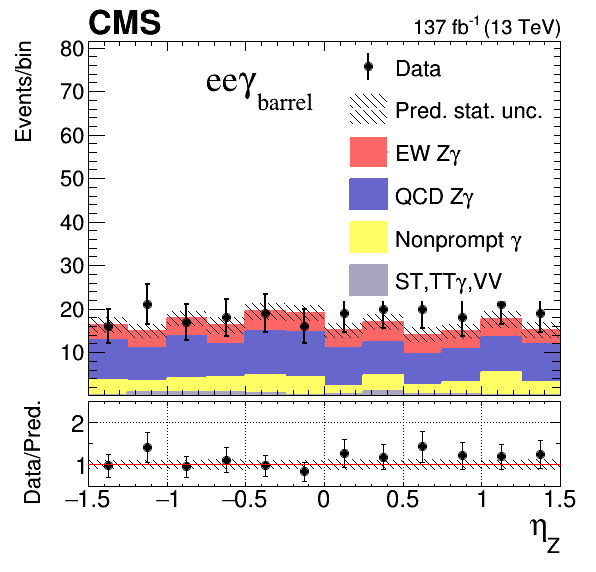 CMS 137 fb⁻¹ (13 TeV)
Events/bin
80
70
60
50
40
30
20
10
eeγ_barrel
Data
Pred. stat. unc.
EW Zγ
QCD Zγ
Nonprompt γ
ST,TTγ,VV
Data/Pred.
2
1
−1.5 −1 −0.5 0 0.5 1 1.5
η_Z